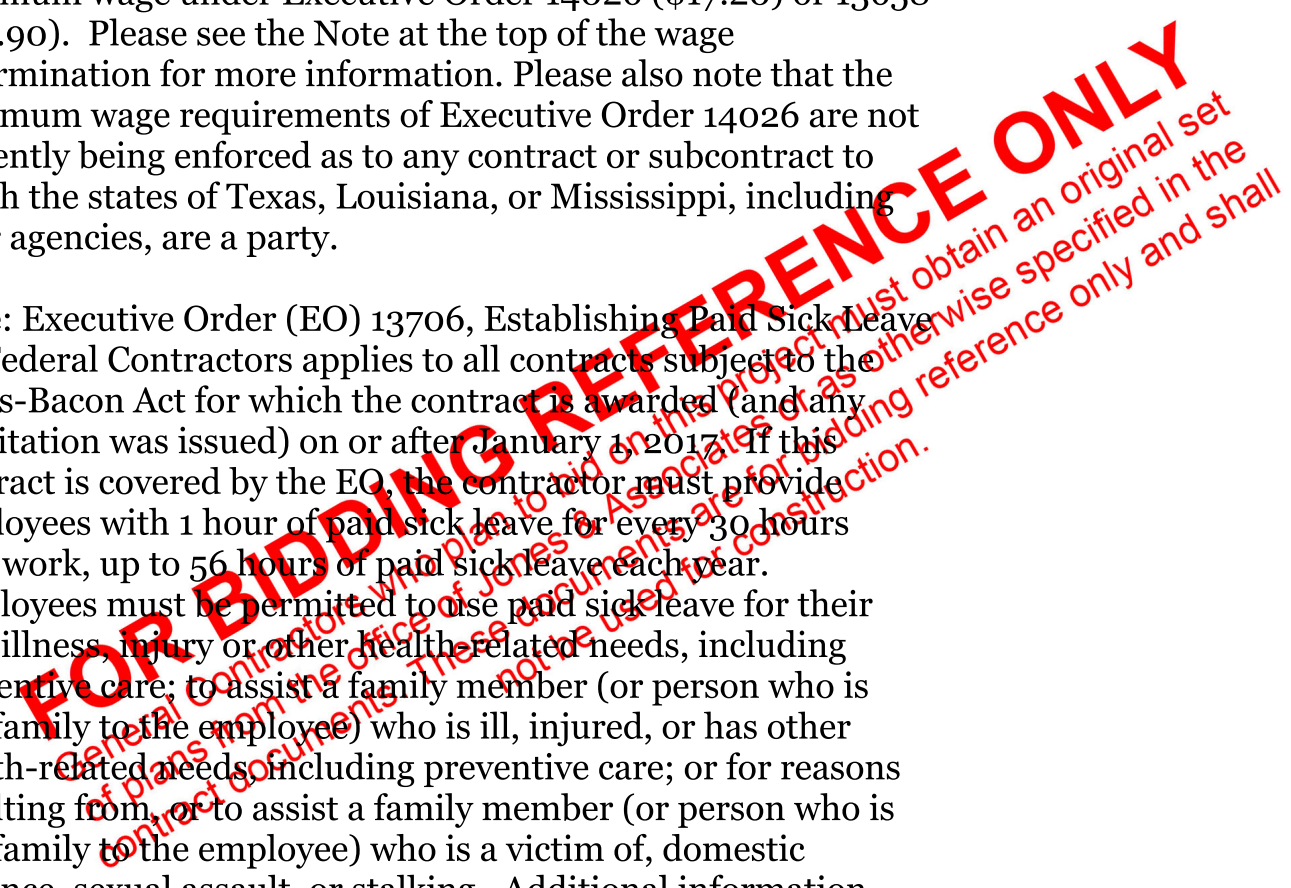 mum wage under Executive Order 14026 ($17.20) or 13658
.90). Please see the Note at the top of the wage
rmination for more information. Please also note that the
mum wage requirements of Executive Order 14026 are not
ently being enforced as to any contract or subcontract to
h the states of Texas, Louisiana, or Mississippi, including
agencies, are a party.
e: Executive Order (EO) 13706, Establishing Paid Sick Leave
Federal Contractors applies to all contracts subject to the
s-Bacon Act for which the contract is awarded (and any
itation was issued) on or after January 1, 2017. If this
ract is covered by the EO, the contractor must provide
loyees with 1 hour of paid sick leave for every 30 hours
work, up to 56 hours of paid sick leave each year.
loyees must be permitted to use paid sick leave for their
illness, injury or other health-related needs, including
entive care; to assist a family member (or person who is
family to the employee) who is ill, injured, or has other
th-related needs, including preventive care; or for reasons
lting from, or to assist a family member (or person who is
family to the employee) who is a victim of, domestic
nce, sexual assault, or stalking. Additional information
FOR BIDDING REFERENCE ONLY
General Contractors who plan to bid on this project must obtain an original set
of plans from the office of Jones & Associates or as otherwise specified in the
contract documents. These documents are for bidding reference only and shall
not be used for construction.